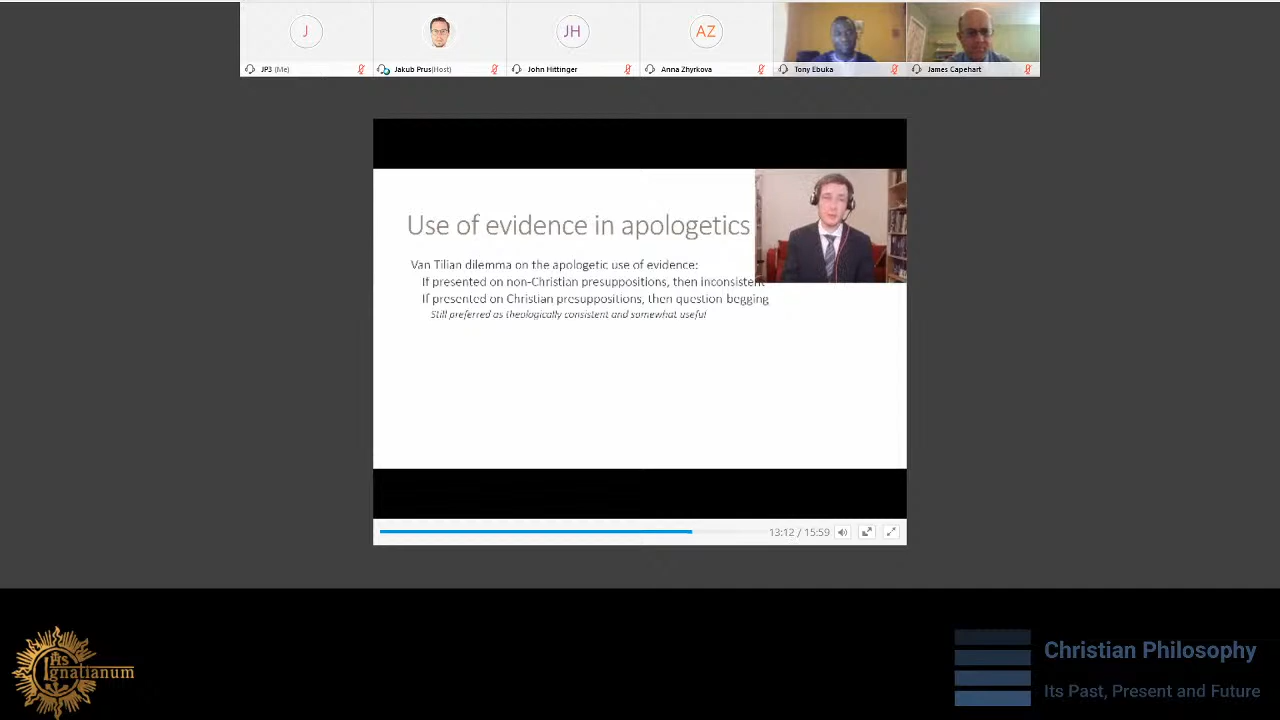 J
JH
AZ
JP3 (Me)
Jakub Prus(Host)
John Hittinger
Anna Zhyrkova
Tony Ebuka
James Capehart
Use of evidence in apologetics
Van Tilian dilemma on the apologetic use of evidence:
If presented on non-Christian presuppositions, then inconsistent
If presented on Christian presuppositions, then question begging
Still preferred as theologically consistent and somewhat useful
13:12 / 15:59
IHS
Ignatianum
Christian Philosophy
Its Past, Present and Future